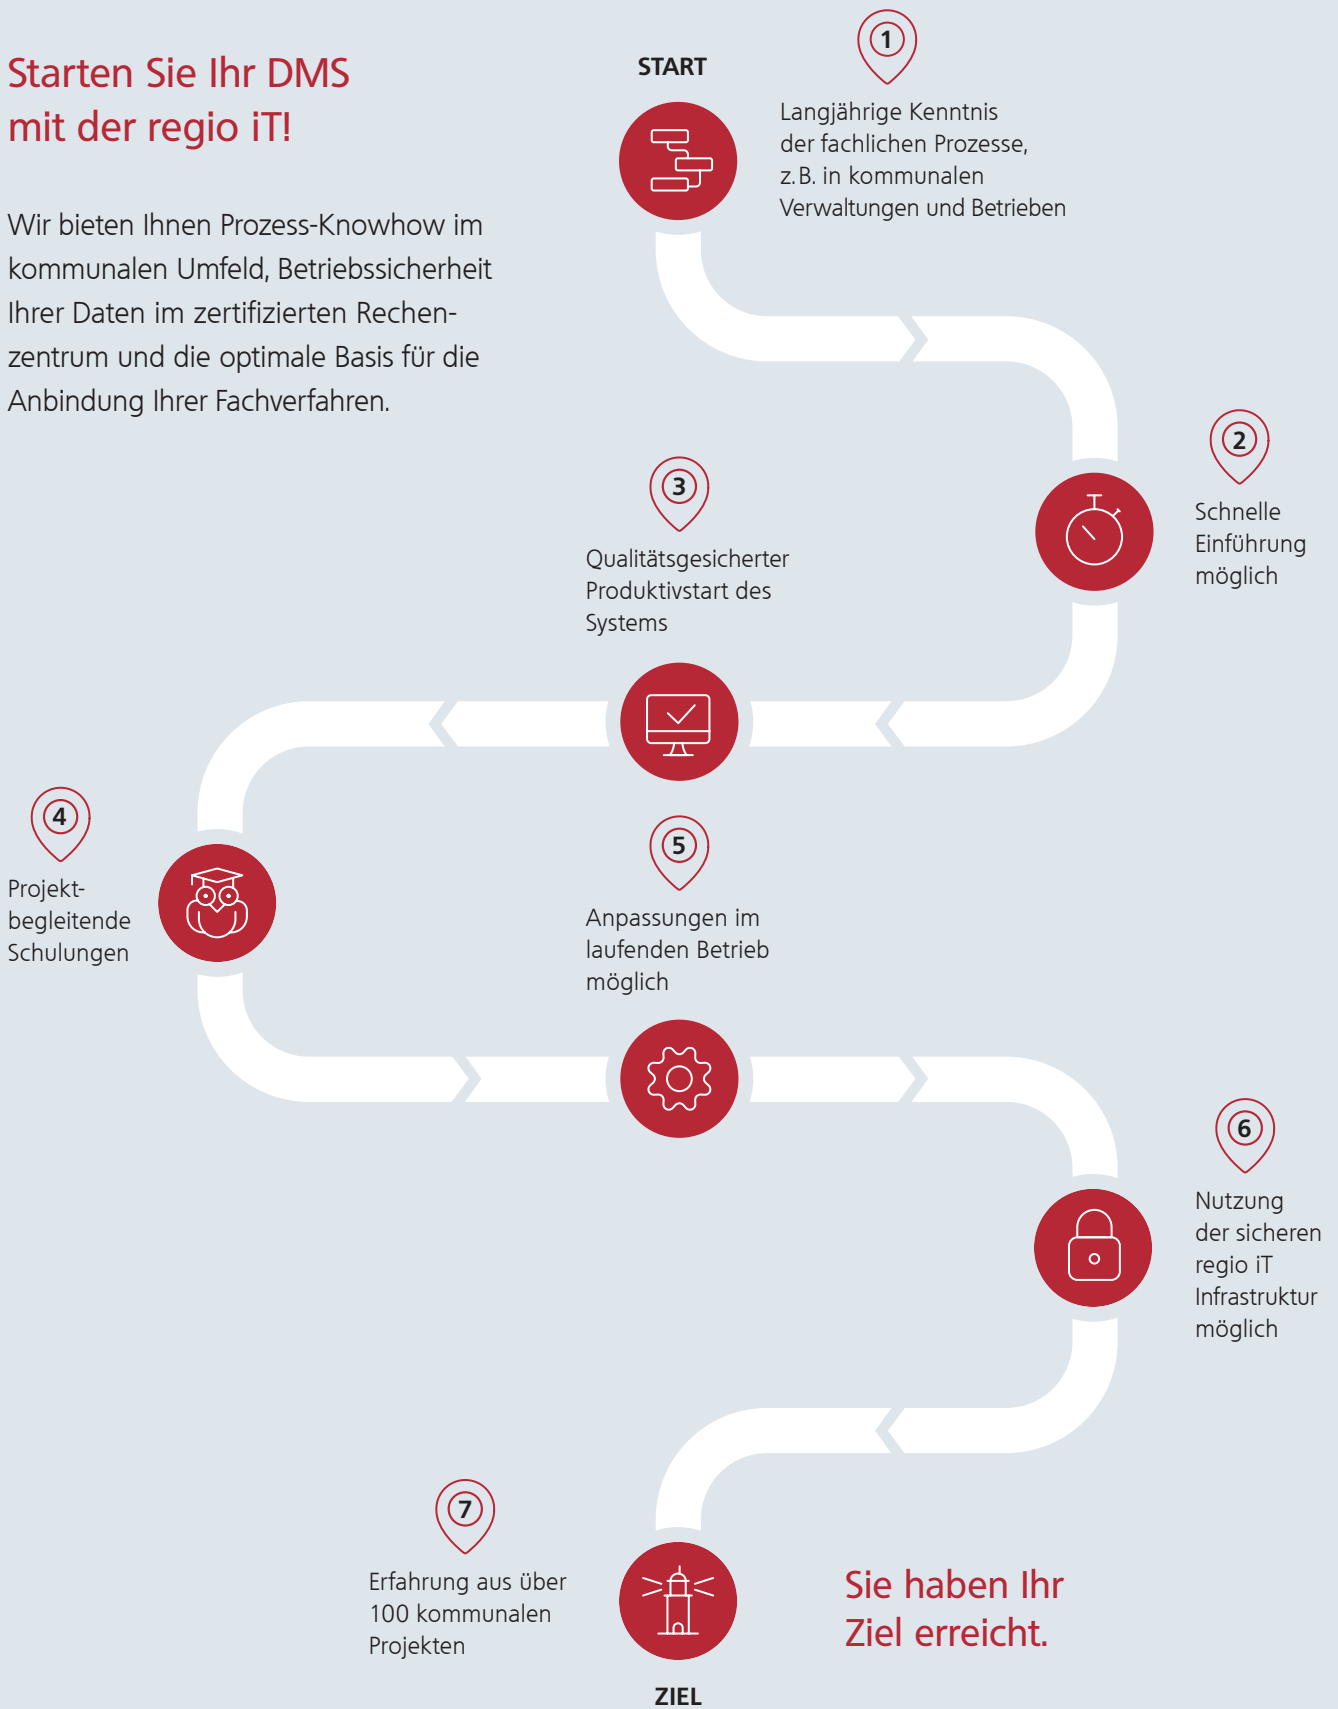 Starten Sie Ihr DMS
mit der regio iT!
Wir bieten Ihnen Prozess-Knowhow im
kommunalen Umfeld, Betriebssicherheit
Ihrer Daten im zertifizierten Rechen-
zentrum und die optimale Basis für die
Anbindung Ihrer Fachverfahren.
START
1
Langjährige Kenntnis
der fachlichen Prozesse,
z.B. in kommunalen
Verwaltungen und Betrieben
2
Schnelle
Einführung
möglich
3
Qualitätsgesicherter
Produktivstart des
Systems
4
Projekt-
begleitende
Schulungen
5
Anpassungen im
laufenden Betrieb
möglich
6
Nutzung
der sicheren
regio iT
Infrastruktur
möglich
7
Erfahrung aus über
100 kommunalen
Projekten
Sie haben Ihr
Ziel erreicht.
ZIEL